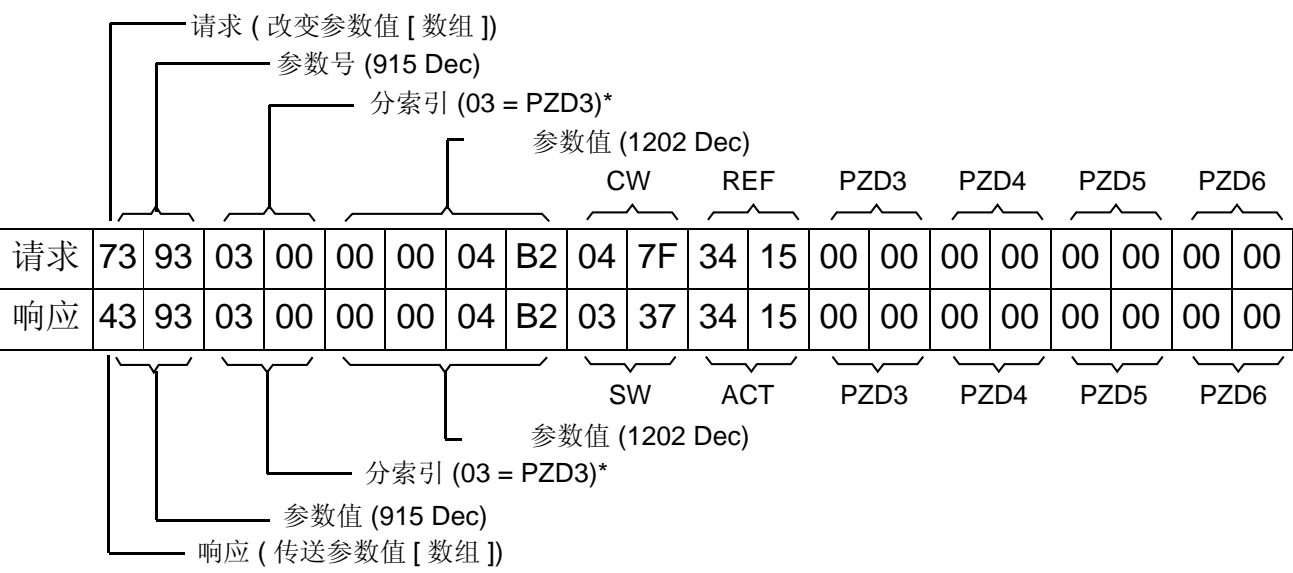 请求 ( 改变参数值 [ 数组 ])
参数号 (915 Dec)
分索引 (03 = PZD3)*
参数值 (1202 Dec)
CW REF PZD3 PZD4 PZD5 PZD6
请求 73 93 03 00 00 00 04 B2 04 7F 34 15 00 00 00 00 00 00 00 00
响应 43 93 03 00 00 00 04 B2 03 37 34 15 00 00 00 00 00 00 00 00
SW ACT PZD3 PZD4 PZD5 PZD6
参数值 (1202 Dec)
分索引 (03 = PZD3)*
参数值 (915 Dec)
响应 ( 传送参数值 [ 数组 ])